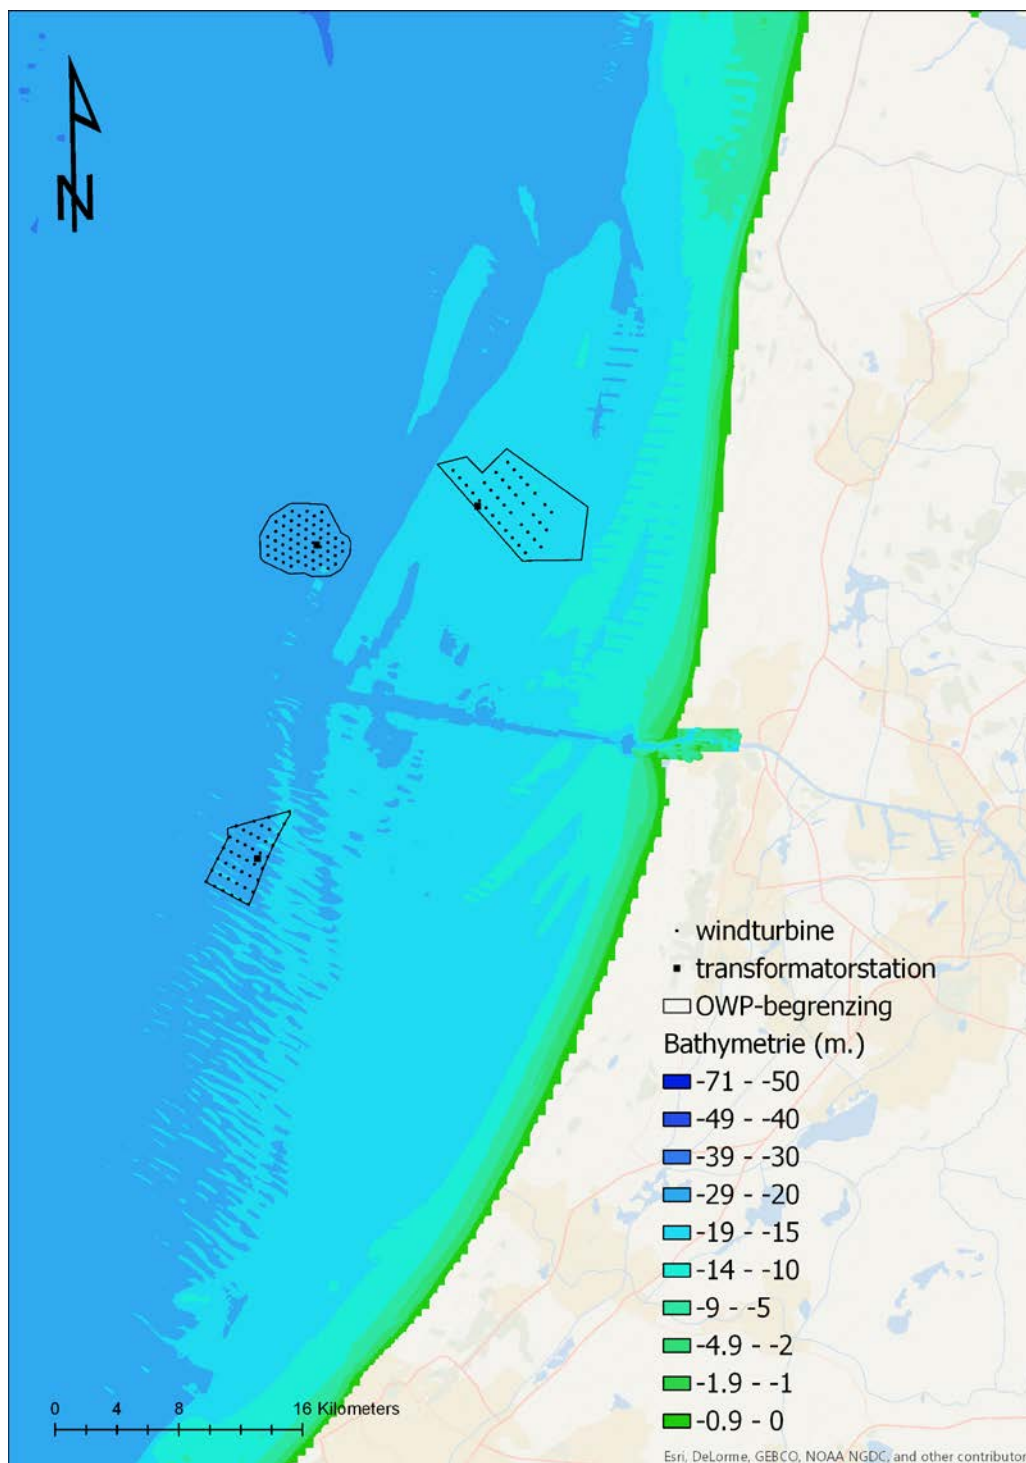 N
windturbine
transformatorstation
OWP-begrenzing
Bathymetrie (m.)
-71 - -50
-49 - -40
-39 - -30
-29 - -20
-19 - -15
-14 - -10
-9 - -5
-4.9 - -2
-1.9 - -1
-0.9 - 0
0 4 8 16 Kilometers
Esri, DeLorme, GEBCO, NOAA NGDC, and other contributor